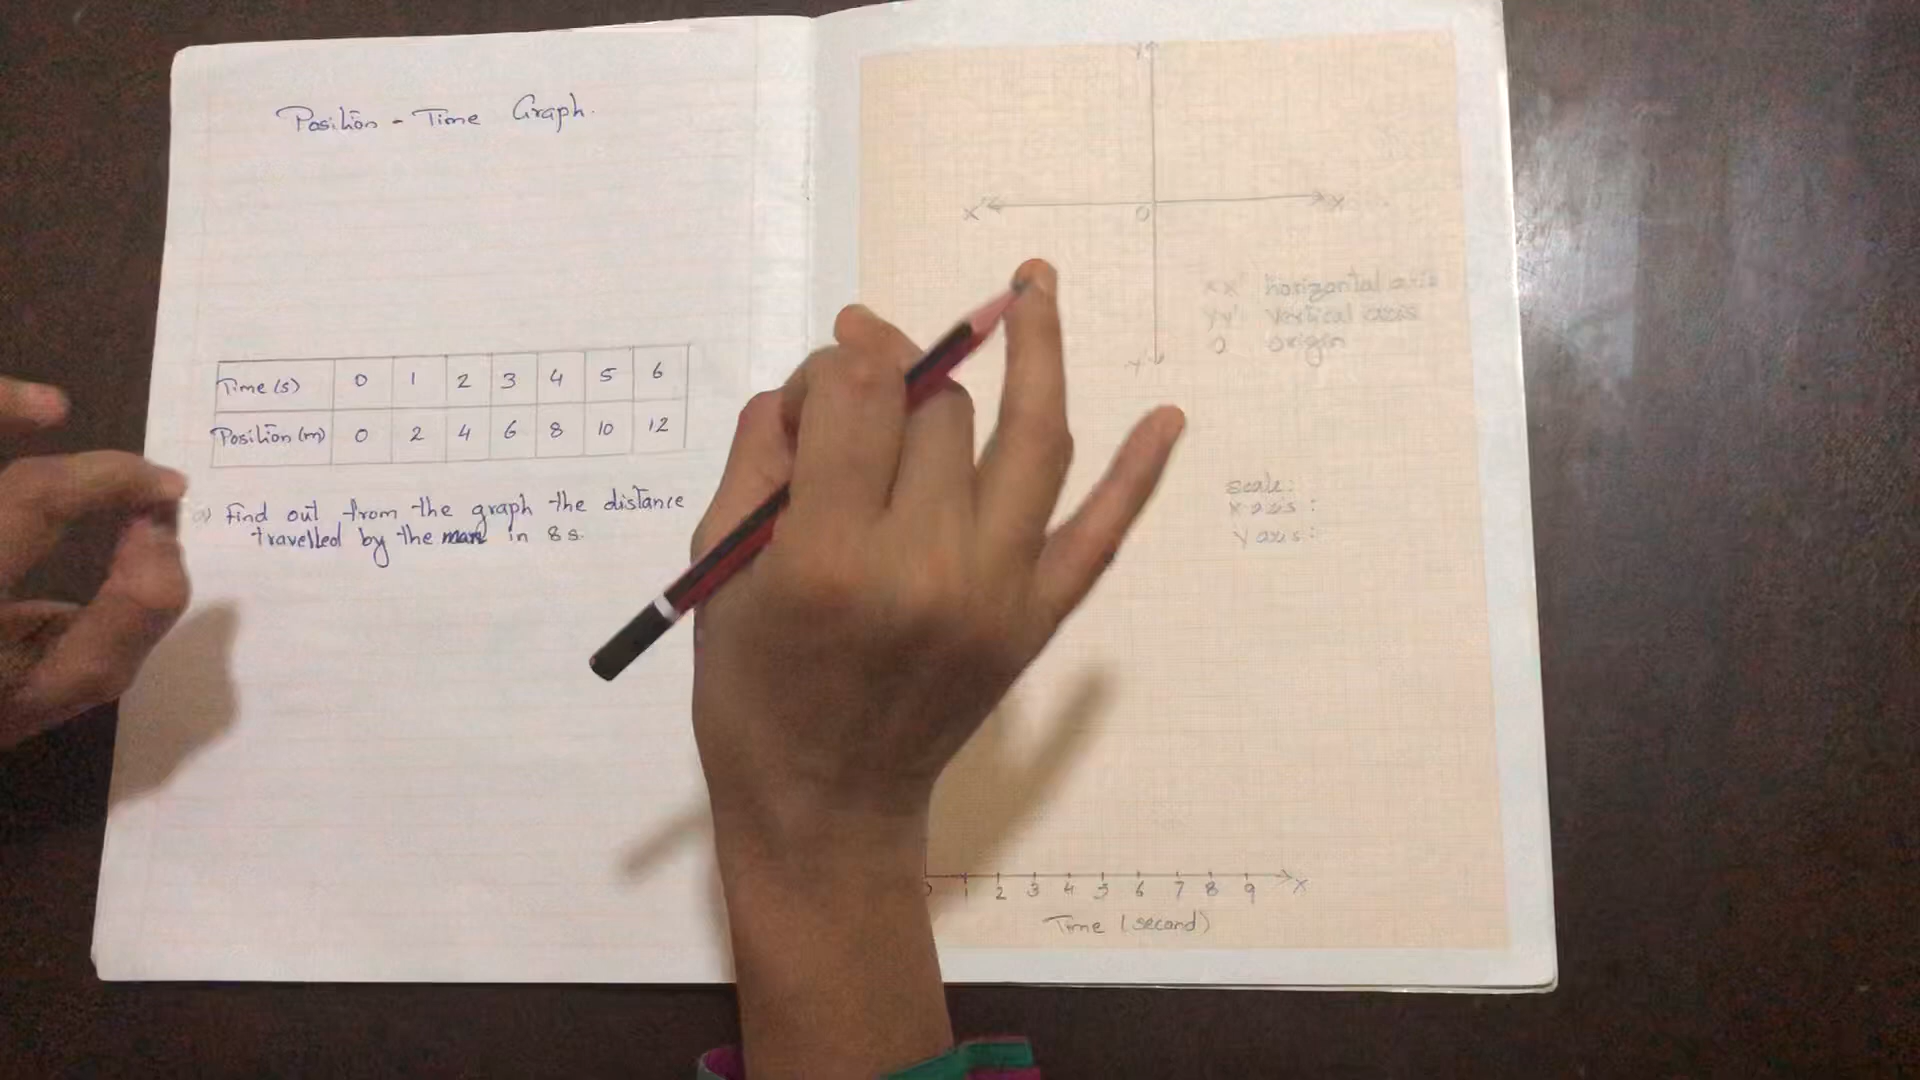 Position - Time Graph.
Time (s) 0 1 2 3 4 5 6
Position (m) 0 2 4 6 8 10 12
a) Find out from the graph the distance
travelled by the man in 8 s.
Y
X' O X
Y'
XX' horizontal axis
YY' vertical axis
O origin
scale:
x axis :
y axis :
1 2 3 4 5 6 7 8 9 X
Time (second)